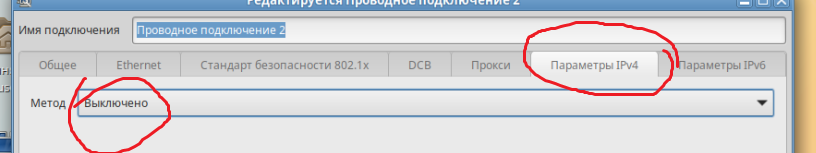 Редактируется Проводное подключение 2
Имя подключения Проводное подключение 2
Общее Ethernet Стандарт безопасности 802.1x DCB Прокси Параметры IPv4 Параметры IPv6
Метод Выключено